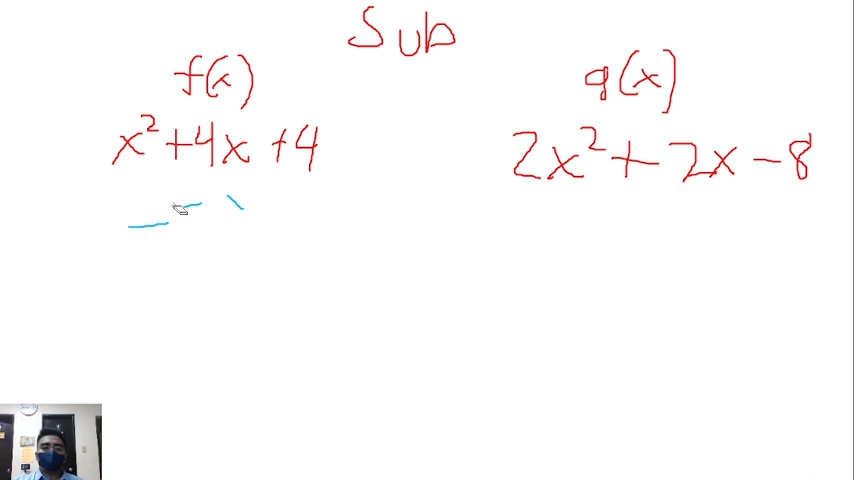 Sub
f(x) g(x)
x² + 4x + 4 2x² + 2x - 8